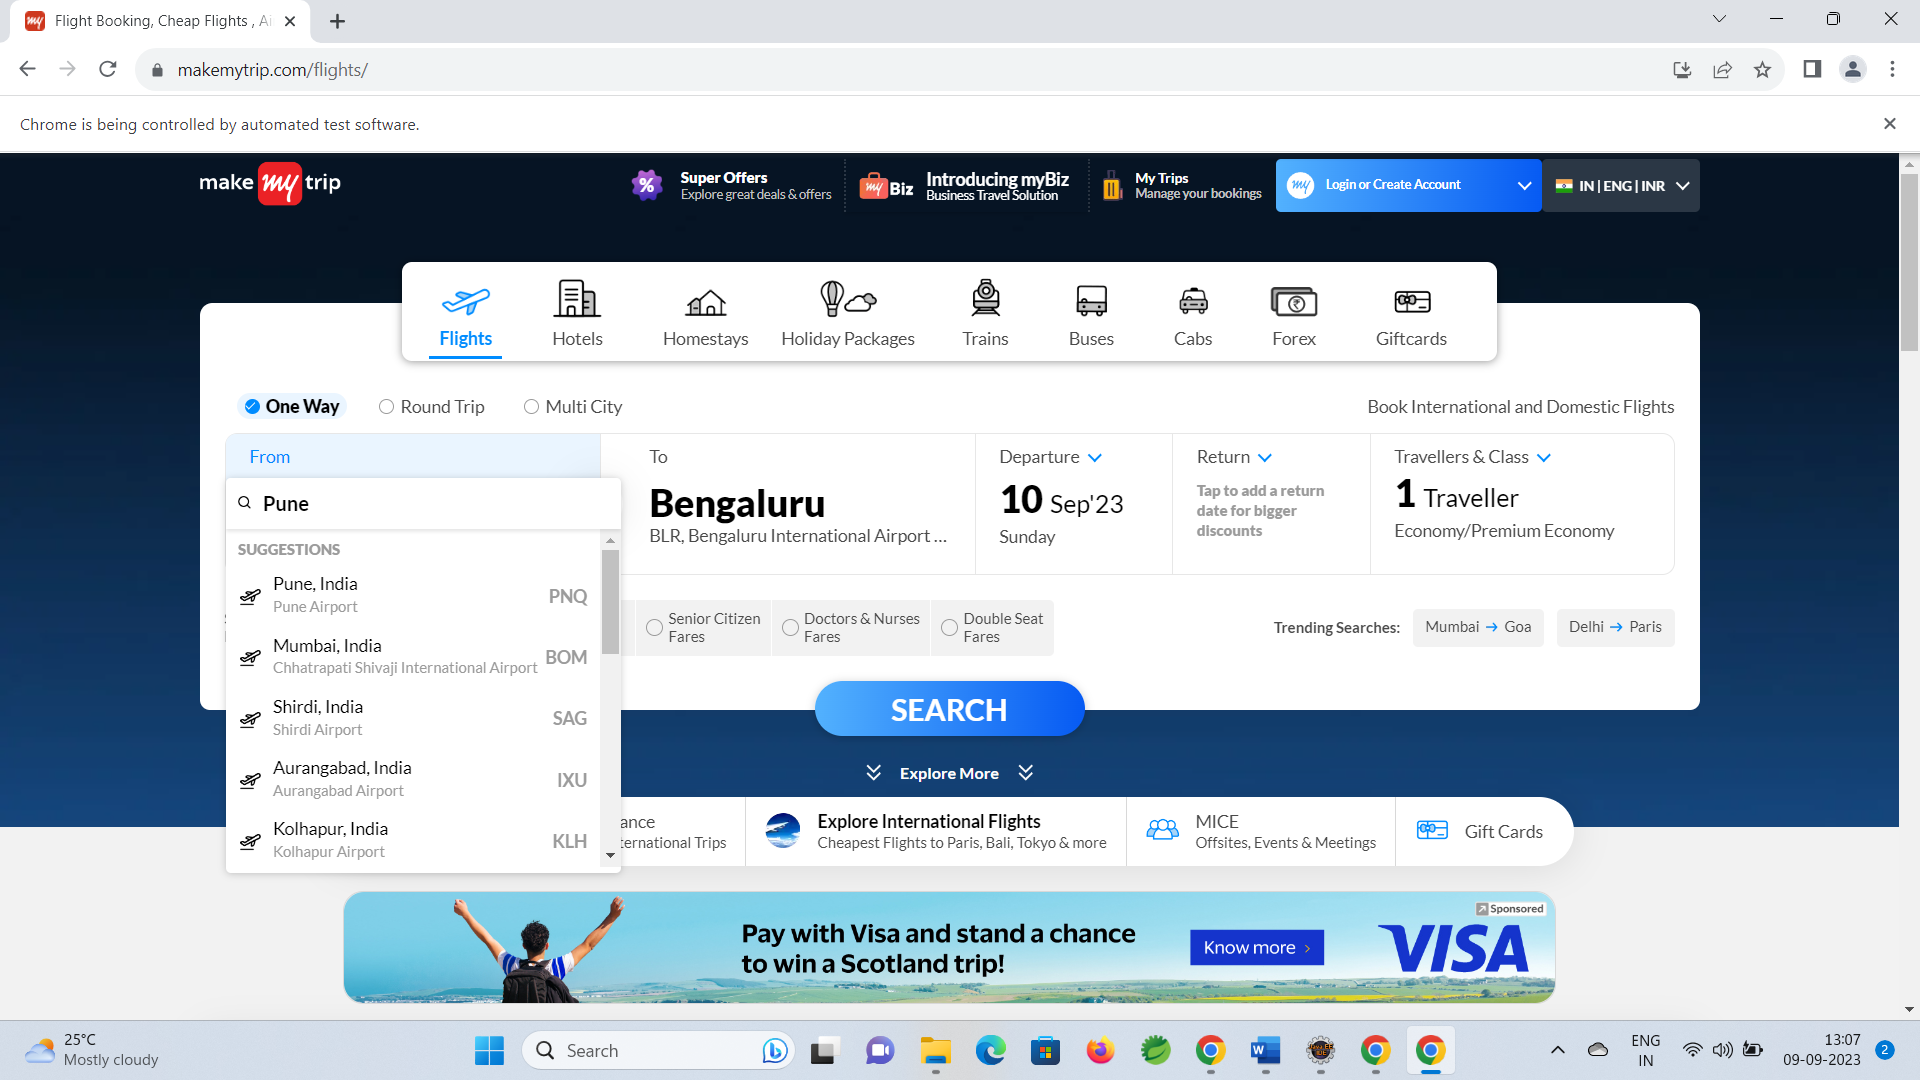 Flight Booking, Cheap Flights , Ai
makemytrip.com/flights/
Chrome is being controlled by automated test software.
make my trip
%
Super Offers
Explore great deals & offers
my Biz
Introducing myBiz
Business Travel Solution
My Trips
Manage your bookings
my
Login or Create Account
IN | ENG | INR
Flights
Hotels
Homestays
Holiday Packages
Trains
Buses
Cabs
Forex
Giftcards
One Way
Round Trip
Multi City
Book International and Domestic Flights
From
Pune
SUGGESTIONS
Pune, India
Pune Airport
PNQ
Mumbai, India
Chhatrapati Shivaji International Airport
BOM
Shirdi, India
Shirdi Airport
SAG
Aurangabad, India
Aurangabad Airport
IXU
Kolhapur, India
Kolhapur Airport
KLH
To
Bengaluru
BLR, Bengaluru International Airport ...
Departure
10 Sep'23
Sunday
Return
Tap to add a return
date for bigger
discounts
Travellers & Class
1 Traveller
Economy/Premium Economy
Senior Citizen
Fares
Doctors & Nurses
Fares
Double Seat
Fares
Trending Searches:
Mumbai → Goa
Delhi → Paris
SEARCH
Explore More
ance
ternational Trips
Explore International Flights
Cheapest Flights to Paris, Bali, Tokyo & more
MICE
Offsites, Events & Meetings
Gift Cards
Sponsored
Pay with Visa and stand a chance
to win a Scotland trip!
Know more ›
VISA
25°C
Mostly cloudy
Search
ENG
IN
13:07
09-09-2023
2